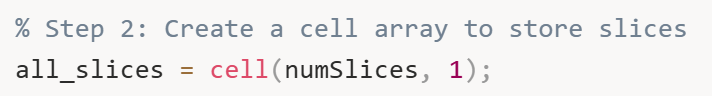 % Step 2: Create a cell array to store slices
all_slices = cell(numSlices, 1);